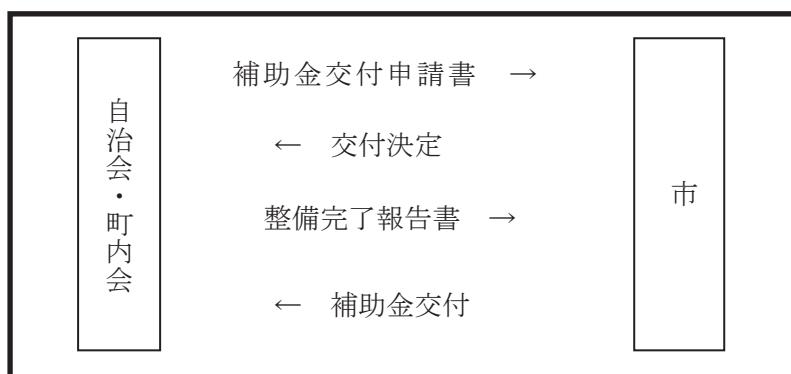 自治会・町内会
補助金交付申請書　→
←　交付決定
整備完了報告書　→
←　補助金交付
市